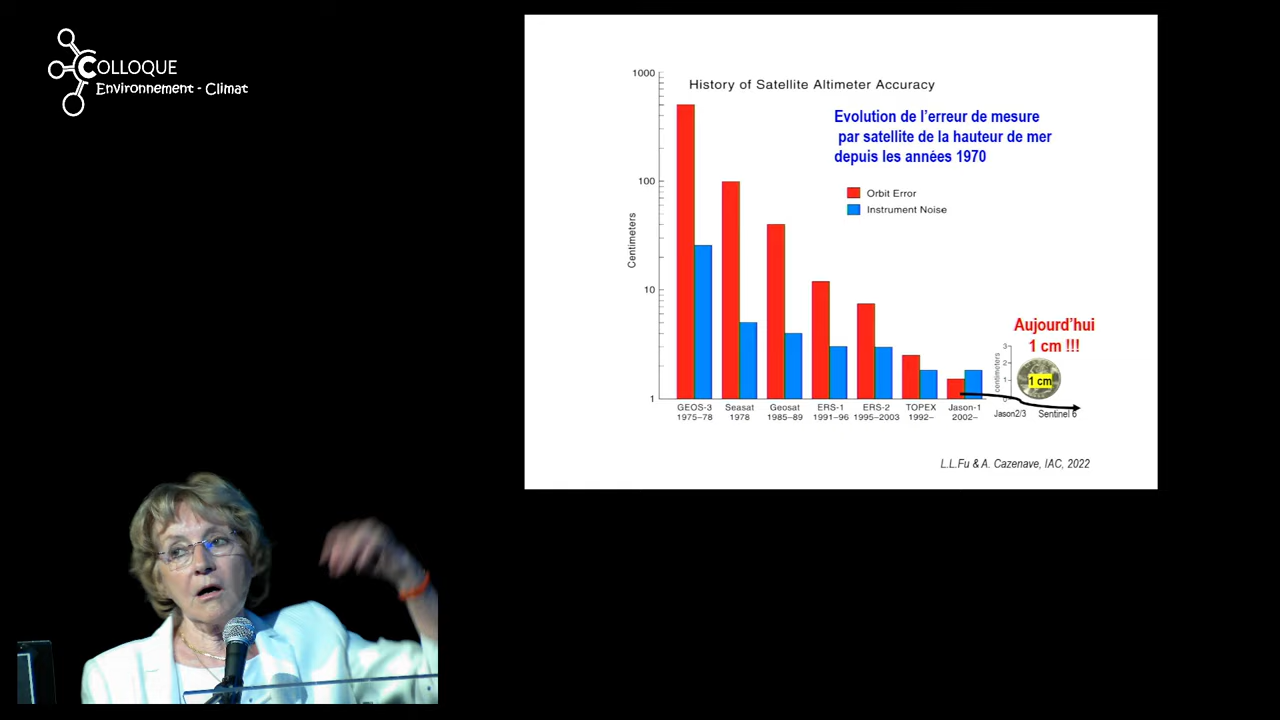 COLLOQUE
Environnement - Climat
History of Satellite Altimeter Accuracy
Evolution de l'erreur de mesure
par satellite de la hauteur de mer
depuis les années 1970
Orbit Error
Instrument Noise
Centimeters
1000
100
10
1
GEOS-3
1975–78
Seasat
1978
Geosat
1985–89
ERS-1
1991–96
ERS-2
1995–2003
TOPEX
1992–
Jason-1
2002–
Aujourd'hui
1 cm !!!
centimeters
3
2
1
0
1 cm
Jason2/3
Sentinel 6
L.L.Fu & A. Cazenave, IAC, 2022